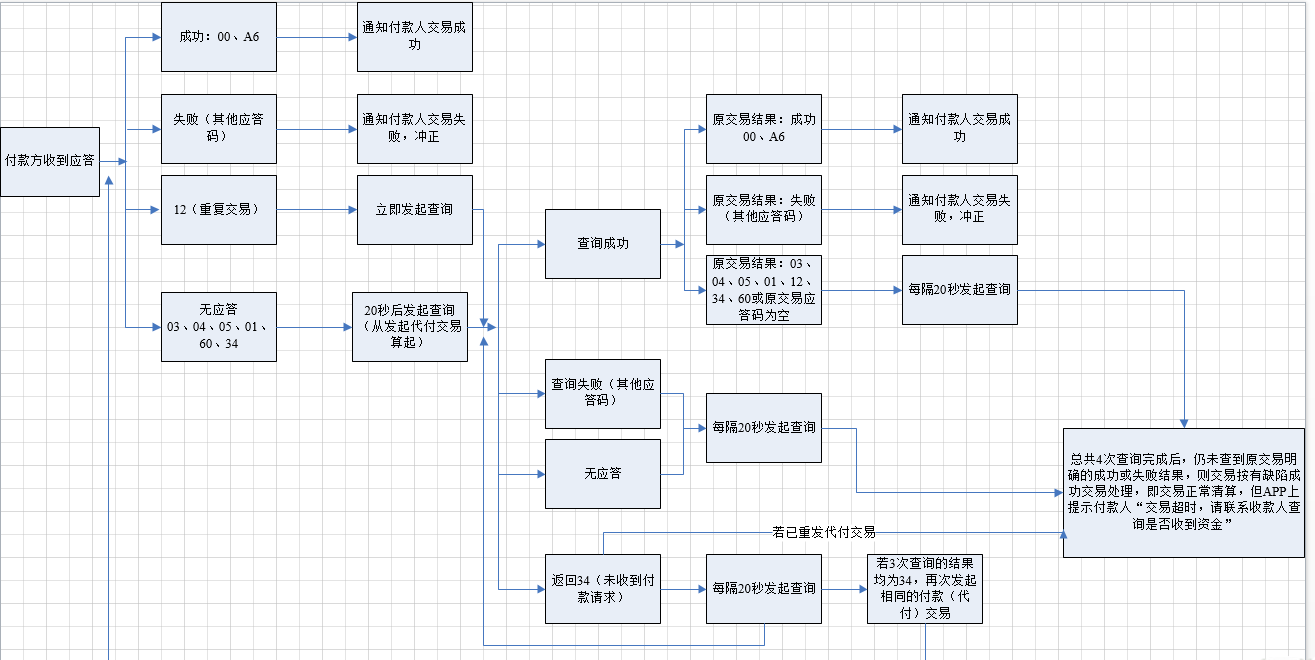 成功：00、A6
通知付款人交易成
功
付款方收到应答
失败（其他应答
码）
通知付款人交易失
败，冲正
12（重复交易）
立即发起查询
无应答
03、04、05、01、
60、34
20秒后发起查询
（从发起代付交易
算起）
查询成功
原交易结果：成功
00、A6
通知付款人交易成
功
原交易结果：失败
（其他应答码）
通知付款人交易失
败，冲正
原交易结果：03、
04、05、01、12、
34、60或原交易应
答码为空
每隔20秒发起查询
查询失败（其他应
答码）
无应答
每隔20秒发起查询
总共4次查询完成后，仍未查到原交易明
确的成功或失败结果，则交易按有缺陷成
功交易处理，即交易正常清算，但APP上
提示付款人“交易超时，请联系收款人查
询是否收到资金”
若已重发代付交易
返回34（未收到付
款请求）
每隔20秒发起查询
若3次查询的结果
均为34，再次发起
相同的付款（代
付）交易